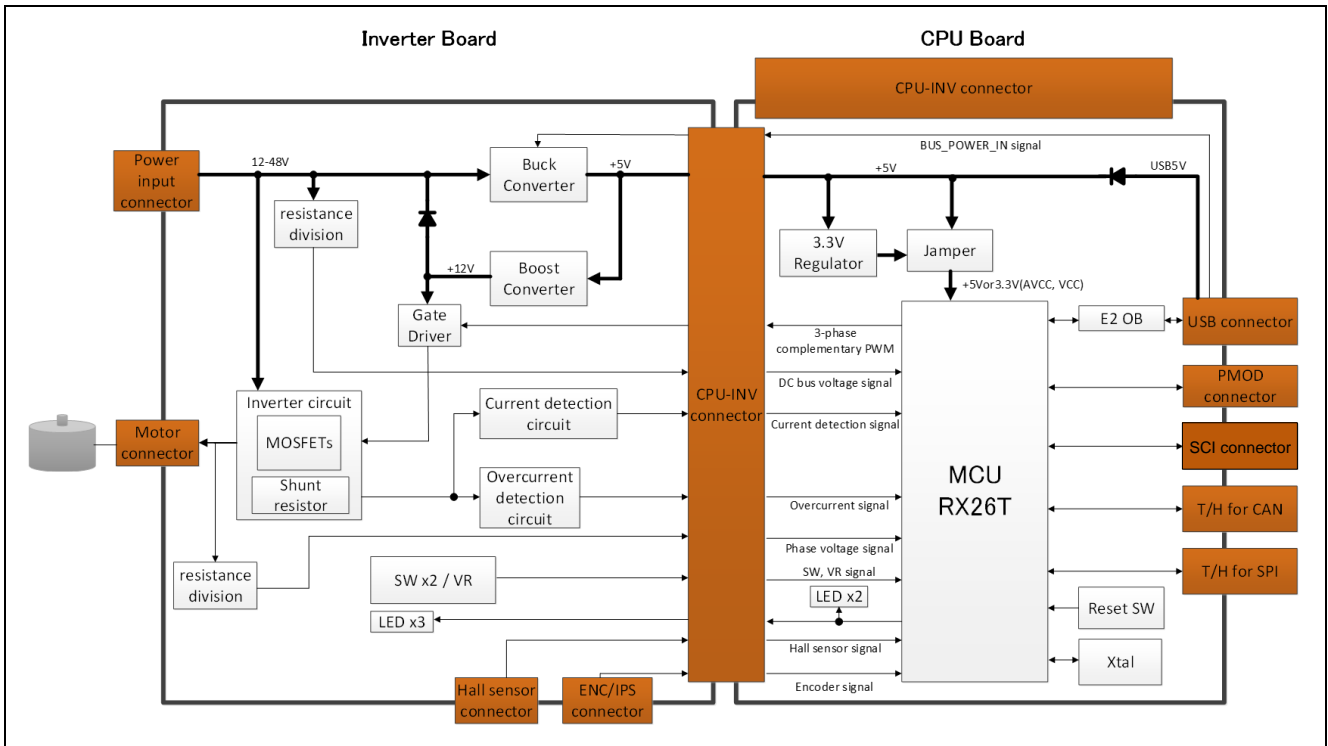 Inverter Board
CPU Board
CPU-INV connector
BUS_POWER_IN signal
Power
input
connector
12-48V
Buck
Converter
+5V
+5V
USB5V
resistance
division
3.3V
Regulator
Jamper
+12V
Boost
Converter
+5Vor3.3V(AVCC, VCC)
Gate
Driver
3-phase
complementary PWM
E2 OB
USB connector
DC bus voltage signal
PMOD
connector
CPU-INV
connector
Inverter circuit
MOSFETs
Shunt
resistor
Current detection
circuit
Current detection signal
Motor
connector
SCI connector
MCU
RX26T
Overcurrent
detection
circuit
Overcurrent signal
T/H for CAN
Phase voltage signal
resistance
division
SW x2 / VR
SW, VR signal
T/H for SPI
LED x2
LED x3
Reset SW
Hall sensor signal
Xtal
Hall sensor
connector
ENC/IPS
connector
Encoder signal